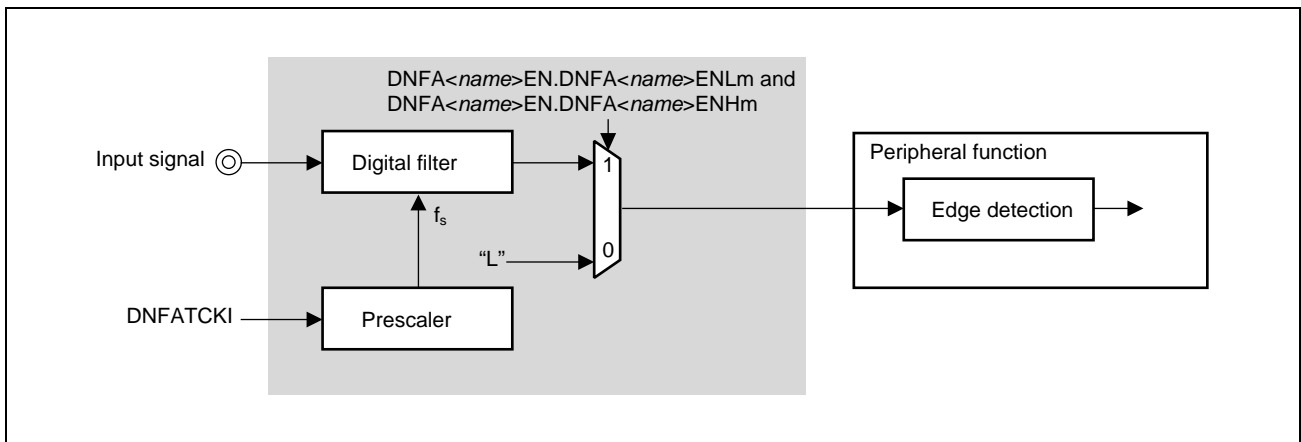 DNFA<name>EN.DNFA<name>ENLm and
DNFA<name>EN.DNFA<name>ENHm
Input signal
Digital filter
1
Peripheral function
Edge detection
fs
“L”
0
DNFATCKI
Prescaler